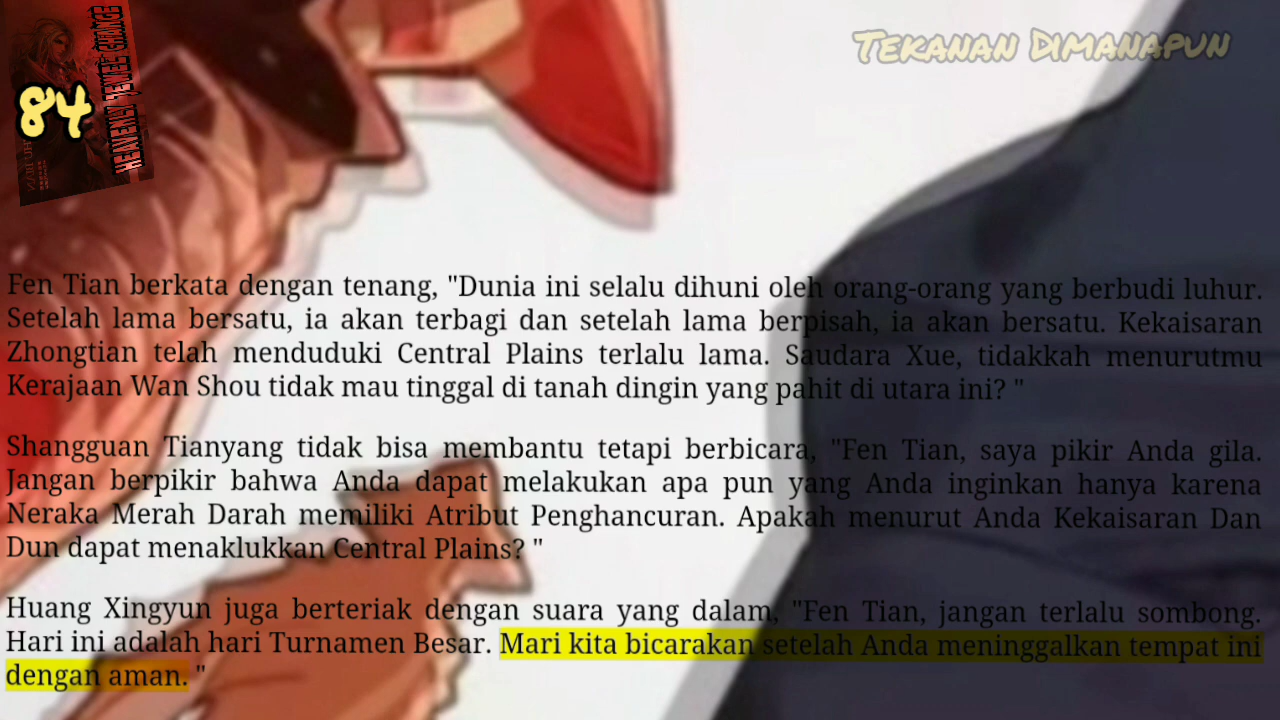 HEAVENLY JEWEL CHANGE
84
Tekanan Dimanapun
Fen Tian berkata dengan tenang, "Dunia ini selalu dihuni oleh orang-orang yang berbudi luhur.
Setelah lama bersatu, ia akan terbagi dan setelah lama berpisah, ia akan bersatu. Kekaisaran
Zhongtian telah menduduki Central Plains terlalu lama. Saudara Xue, tidakkah menurutmu
Kerajaan Wan Shou tidak mau tinggal di tanah dingin yang pahit di utara ini? "
Shangguan Tianyang tidak bisa membantu tetapi berbicara, "Fen Tian, saya pikir Anda gila.
Jangan berpikir bahwa Anda dapat melakukan apa pun yang Anda inginkan hanya karena
Neraka Merah Darah memiliki Atribut Penghancuran. Apakah menurut Anda Kekaisaran Dan
Dun dapat menaklukkan Central Plains? "
Huang Xingyun juga berteriak dengan suara yang dalam, "Fen Tian, jangan terlalu sombong.
Hari ini adalah hari Turnamen Besar. Mari kita bicarakan setelah Anda meninggalkan tempat ini
dengan aman. "